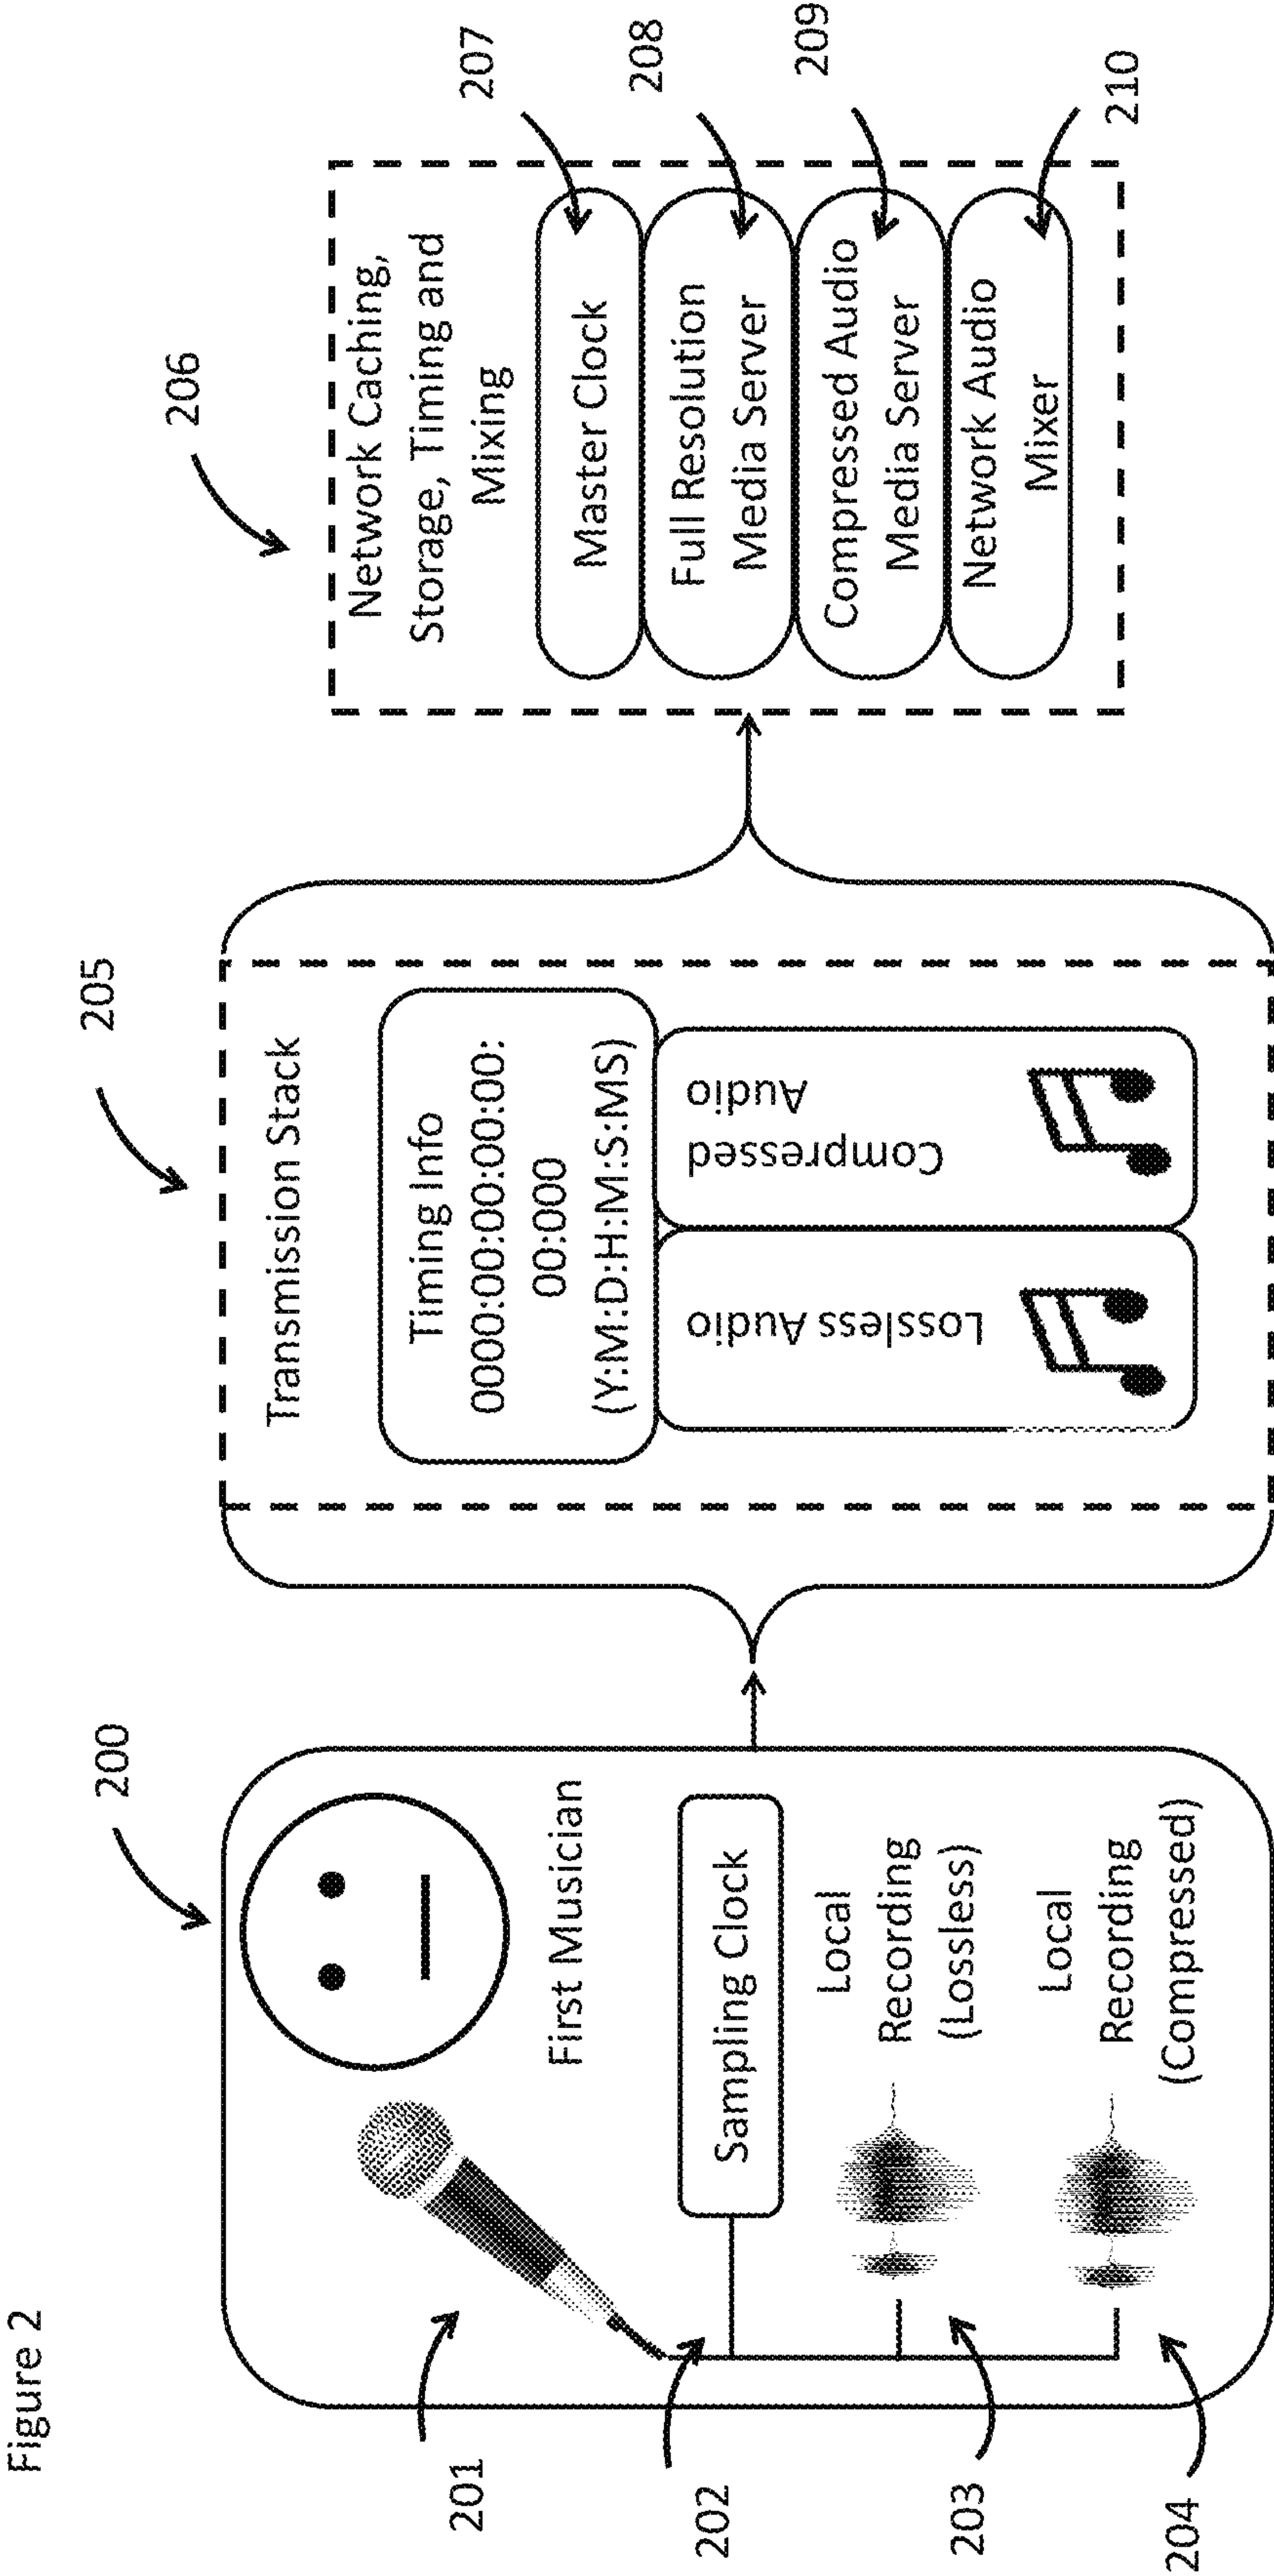 Figure 2
200
201
First Musician
202
Sampling Clock
203
Local
Recording
(Lossless)
204
Local
Recording
(Compressed)
205
Transmission Stack
Timing Info
0000:00:00:00:00:
00:000
(Y:M:D:H:M:S:MS)
Lossless Audio
Compressed
Audio
206
Network Caching,
Storage, Timing and
Mixing
207
Master Clock
208
Full Resolution
Media Server
209
Compressed Audio
Media Server
210
Network Audio
Mixer